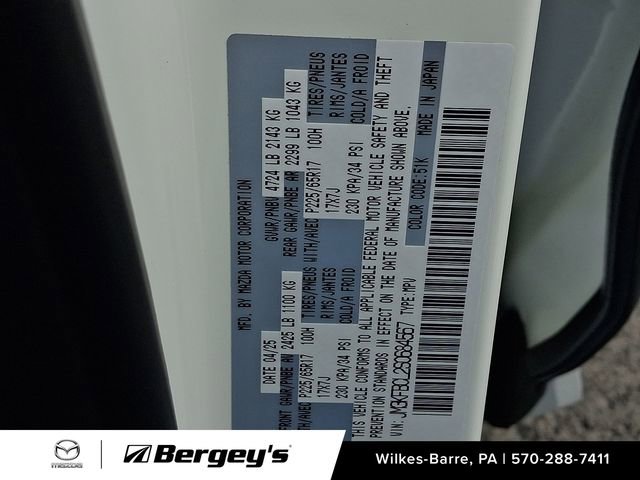 MFD. BY MAZDA MOTOR CORPORATION
DATE 04/25 GVWR/PNBV 4724 LB 2143 KG
FRONT GAWR/PNBE AV 2425 LB 1100 KG REAR GAWR/PNBE AR 2299 LB 1043 KG
ITH/AVEC P225/65R17 100H TIRES/PNEUS WITH/AVEC P225/65R17 100H TIRES/PNEUS
17X7J RIMS/JANTES 17X7J RIMS/JANTES
230 KPA/34 PSI COLD/A FROID 230 KPA/34 PSI COLD/A FROID
THIS VEHICLE CONFORMS TO ALL APPLICABLE FEDERAL MOTOR VEHICLE SAFETY AND THEFT
PREVENTION STANDARDS IN EFFECT ON THE DATE OF MANUFACTURE SHOWN ABOVE.
VIN: JM3KFBCL2S0684567 TYPE:MPV COLOR CODE:51K MADE IN JAPAN
mazda Bergey's Wilkes-Barre, PA | 570-288-7411